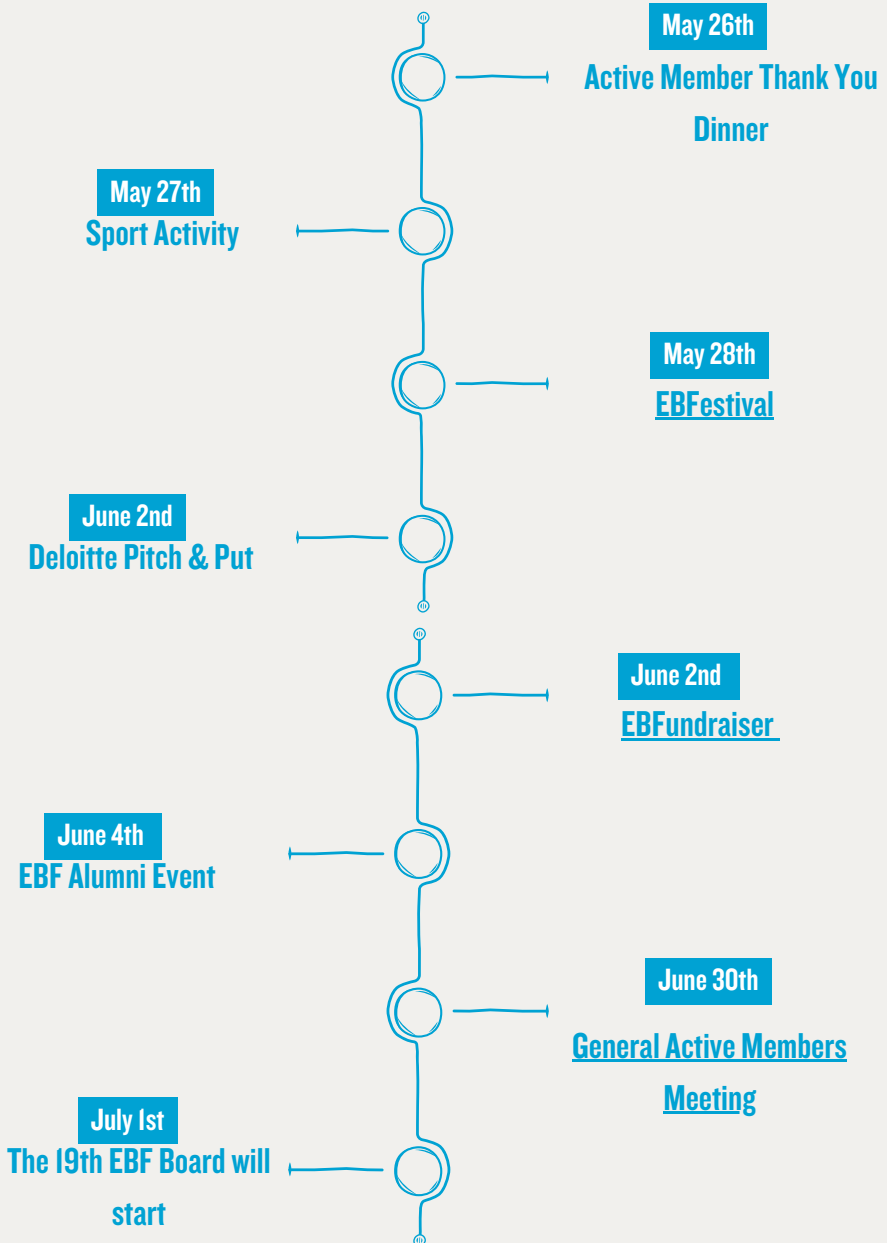 May 26th
Active Member Thank You
Dinner
May 27th
Sport Activity
May 28th
EBFestival
June 2nd
Deloitte Pitch & Put
June 2nd
EBFundraiser
June 4th
EBF Alumni Event
June 30th
General Active Members
Meeting
July 1st
The 19th EBF Board will
start